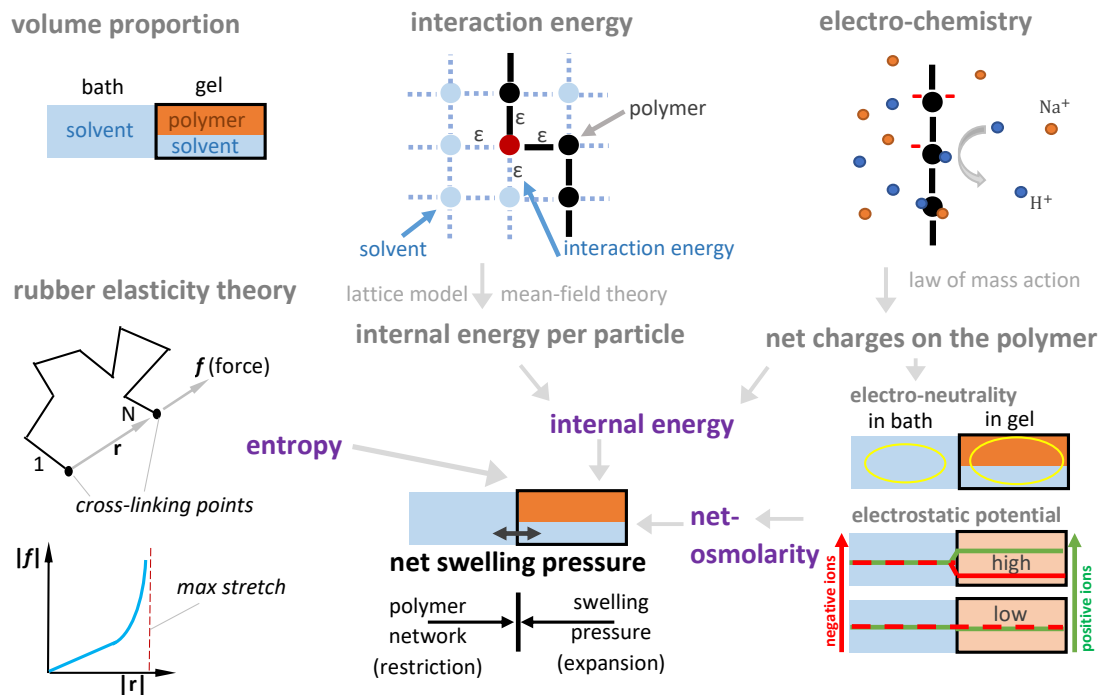 volume proportion
bath
gel
solvent
polymer
solvent
interaction energy
ε
ε
ε
ε
polymer
solvent
interaction energy
electro-chemistry
Na⁺
H⁺
rubber elasticity theory
f (force)
N
r
1
cross-linking points
|f|
max stretch
|r|
lattice model
mean-field theory
internal energy per particle
law of mass action
net charges on the polymer
electro-neutrality
in bath
in gel
internal energy
entropy
net-
osmolarity
electrostatic potential
negative ions
high
low
positive ions
net swelling pressure
polymer
network
(restriction)
swelling
pressure
(expansion)